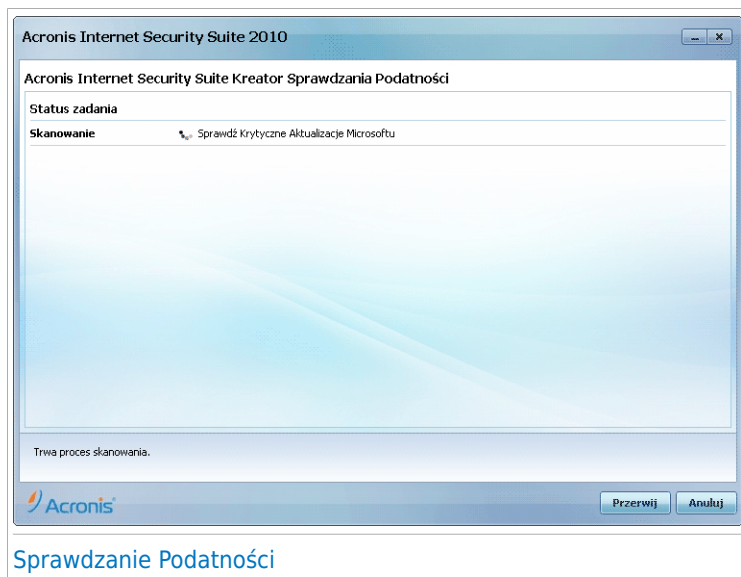 Acronis Internet Security Suite 2010
Acronis Internet Security Suite Kreator Sprawdzania Podatności
Status zadania
Skanowanie Sprawdź Krytyczne Aktualizacje Microsoftu
Trwa proces skanowania.
Acronis Przerwij Anuluj
Sprawdzanie Podatności